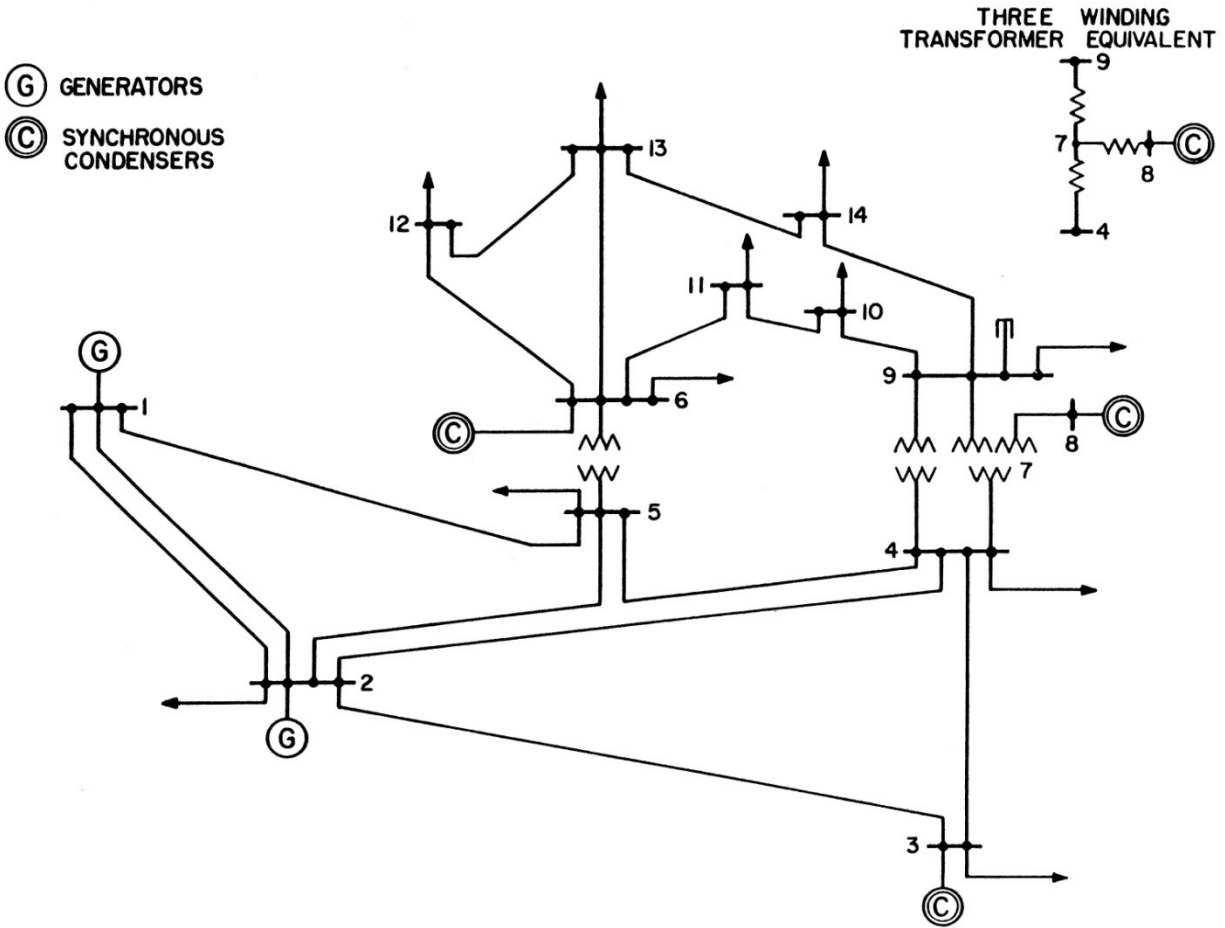 THREE WINDING
TRANSFORMER EQUIVALENT
9
7
C
8
4
G GENERATORS
C SYNCHRONOUS
CONDENSERS
13
12
14
11
10
G
1
9
6
C
8
C
7
5
4
2
G
3
C